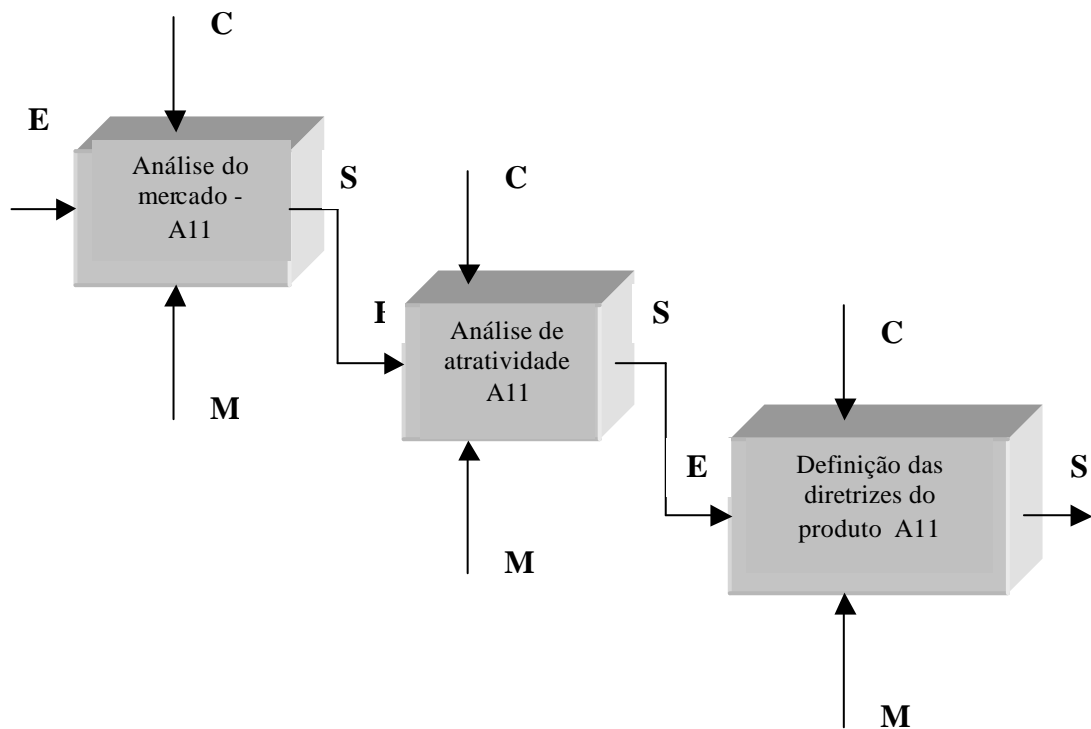 C
E
Análise do
mercado -
A11
S
M
C
Análise de
atratividade
A11
S
M
C
E
Definição das
diretrizes do
produto A11
S
M